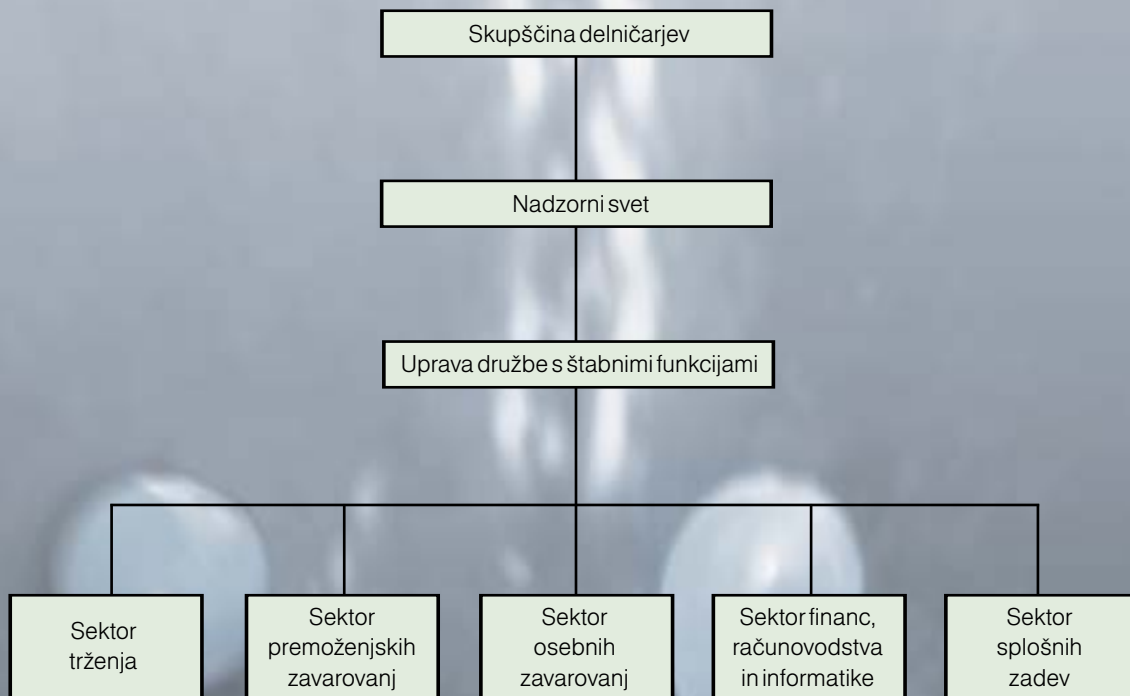 Skupščina delničarjev
Nadzorni svet
Uprava družbe s štabnimi funkcijami
Sektor
trženja
Sektor
premoženjskih
zavarovanj
Sektor
osebnih
zavarovanj
Sektor financ,
računovodstva
in informatike
Sektor
splošnih
zadev